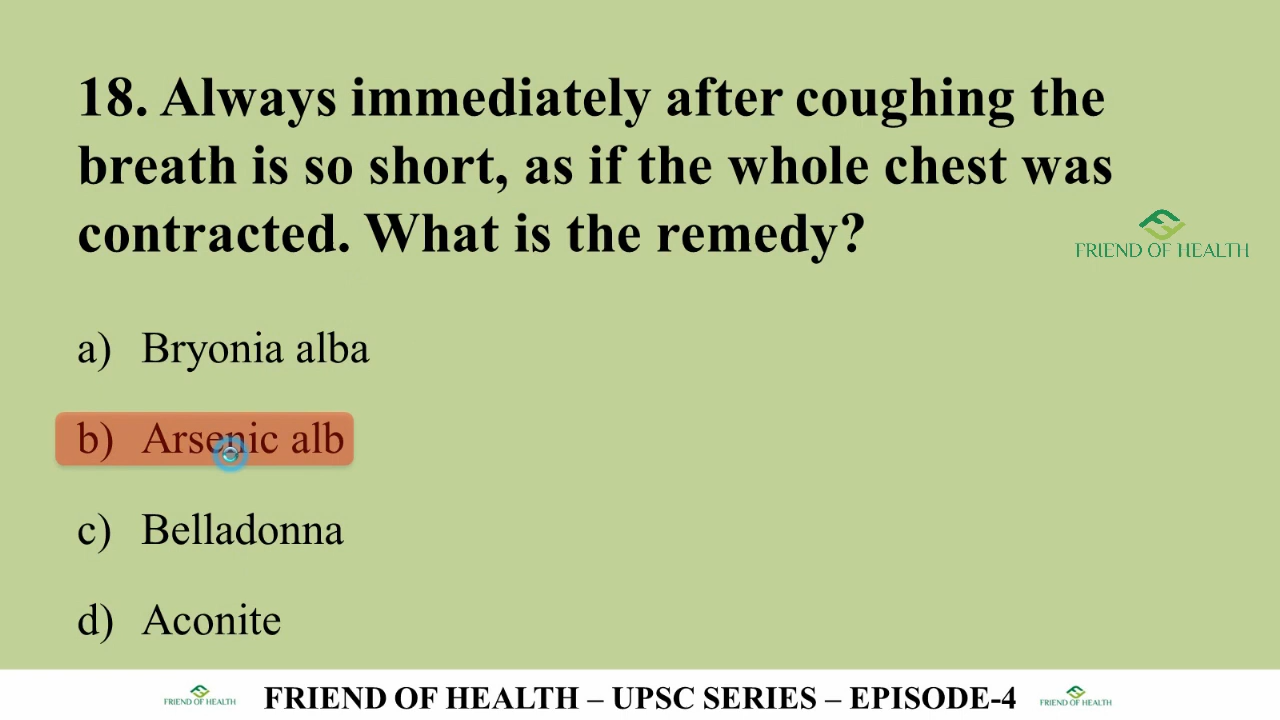 18. Always immediately after coughing the
breath is so short, as if the whole chest was
contracted. What is the remedy?
FRIEND OF HEALTH
a) Bryonia alba
b) Arsenic alb
c) Belladonna
d) Aconite
FRIEND OF HEALTH
FRIEND OF HEALTH – UPSC SERIES – EPISODE-4
FRIEND OF HEALTH